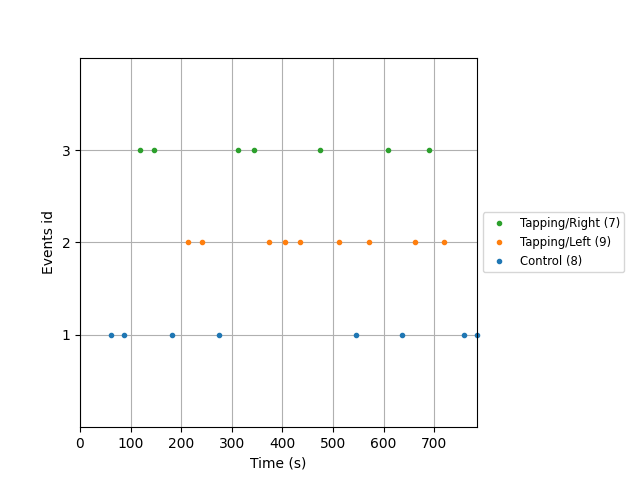 3
2
1
Events id
0 100 200 300 400 500 600 700
Time (s)
Tapping/Right (7)
Tapping/Left (9)
Control (8)